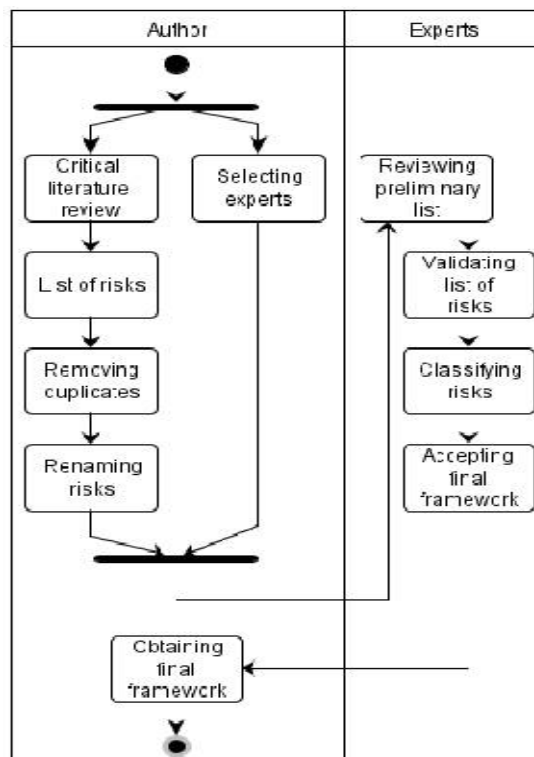 Author
Experts
Critical
literature
review
Selecting
experts
Reviewing
preliminary
list
List of risks
Validating
list of
risks
Removing
duplicates
Classifying
risks
Renaming
risks
Accepting
final
framework
Obtaining
final
framework